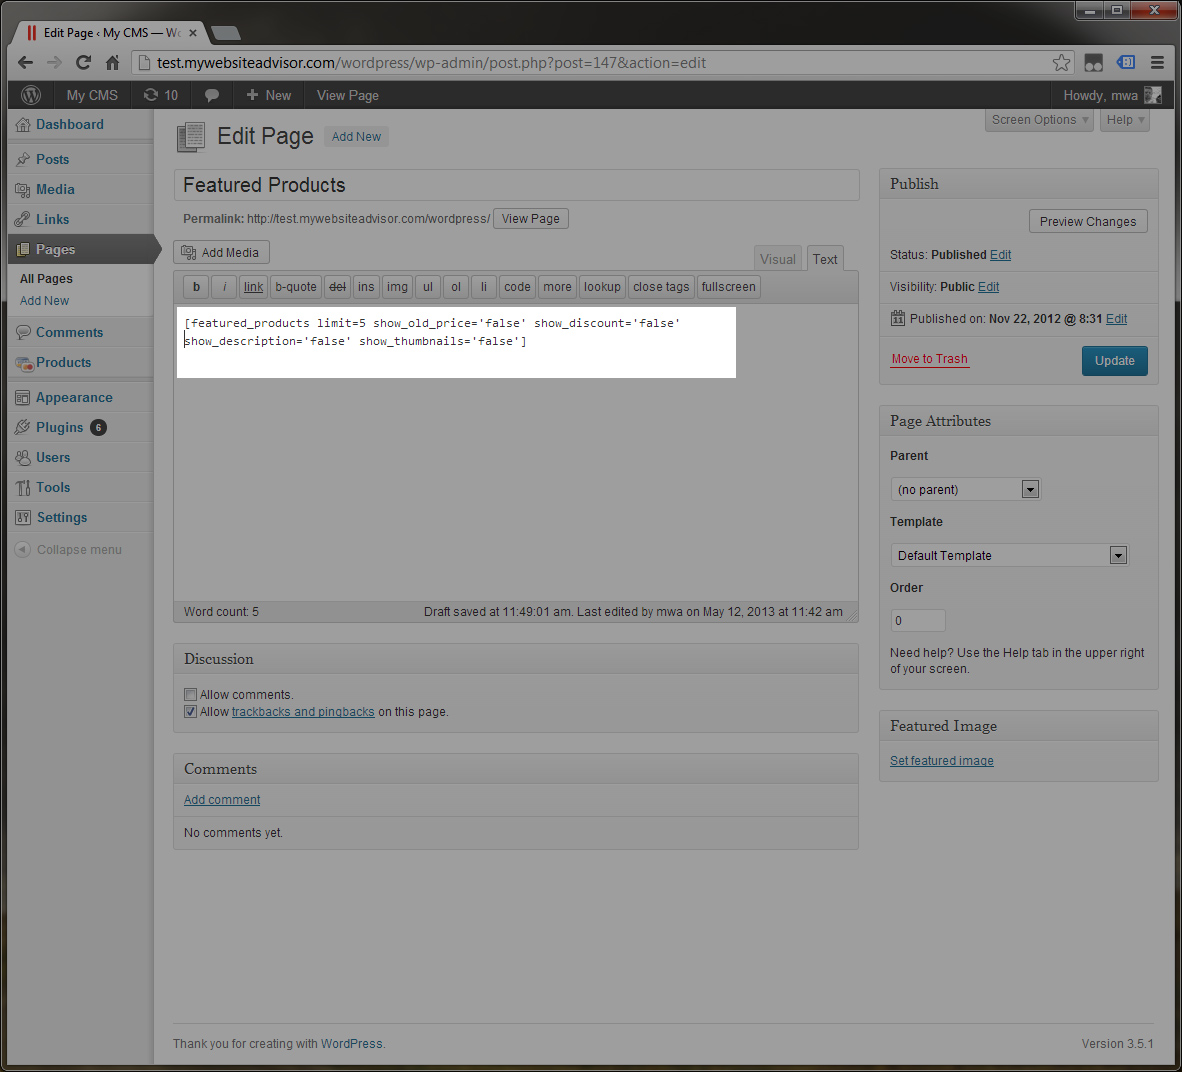 Edit Page ‹ My CMS — Wo
test.mywebsiteadvisor.com/wordpress/wp-admin/post.php?post=147&action=edit
My CMS 10 New View Page Howdy, mwa
Dashboard
Posts
Media
Links
Pages
All Pages
Add New
Comments
Products
Appearance
Plugins 6
Users
Tools
Settings
Collapse menu
Screen Options Help
Edit Page Add New
Featured Products
Permalink: http://test.mywebsiteadvisor.com/wordpress/ View Page
Add Media
Visual Text
b i link b-quote del ins img ul ol li code more lookup close tags fullscreen
[featured_products limit=5 show_old_price='false' show_discount='false'
show_description='false' show_thumbnails='false']
Word count: 5 Draft saved at 11:49:01 am. Last edited by mwa on May 12, 2013 at 11:42 am
Discussion
Allow comments.
Allow trackbacks and pingbacks on this page.
Comments
Add comment
No comments yet.
Publish
Preview Changes
Status: Published Edit
Visibility: Public Edit
11 Published on: Nov 22, 2012 @ 8:31 Edit
Move to Trash Update
Page Attributes
Parent
(no parent)
Template
Default Template
Order
0
Need help? Use the Help tab in the upper right
of your screen.
Featured Image
Set featured image
Thank you for creating with WordPress. Version 3.5.1